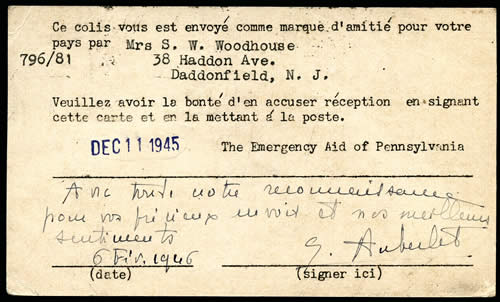 Ce colis vous est envoyé comme marque d'amitié pour votre
pays par Mrs S. W. Woodhouse
796/81 38 Haddon Ave.
Daddonfield, N. J.
Veuillez avoir la bonté d'en accuser réception en signant
cette carte et en la mettant á la poste.
DEC 11 1945 The Emergency Aid of Pennsylvania
Avec toute notre reconnaissance
pour vos précieux envois et nos meilleurs
sentiments
6 Fév. 1946 G. Aubertet
(date) (signer ici)